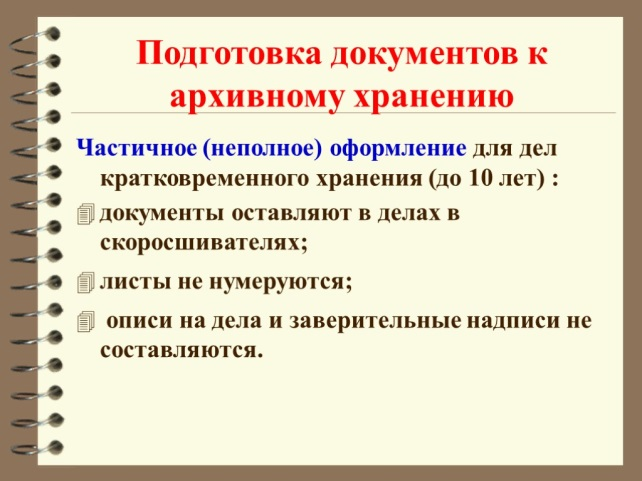 Подготовка документов к
архивному хранению
Частичное (неполное) оформление для дел
кратковременного хранения (до 10 лет) :
документы оставляют в делах в
скоросшивателях;
листы не нумеруются;
описи на дела и заверительные надписи не
составляются.